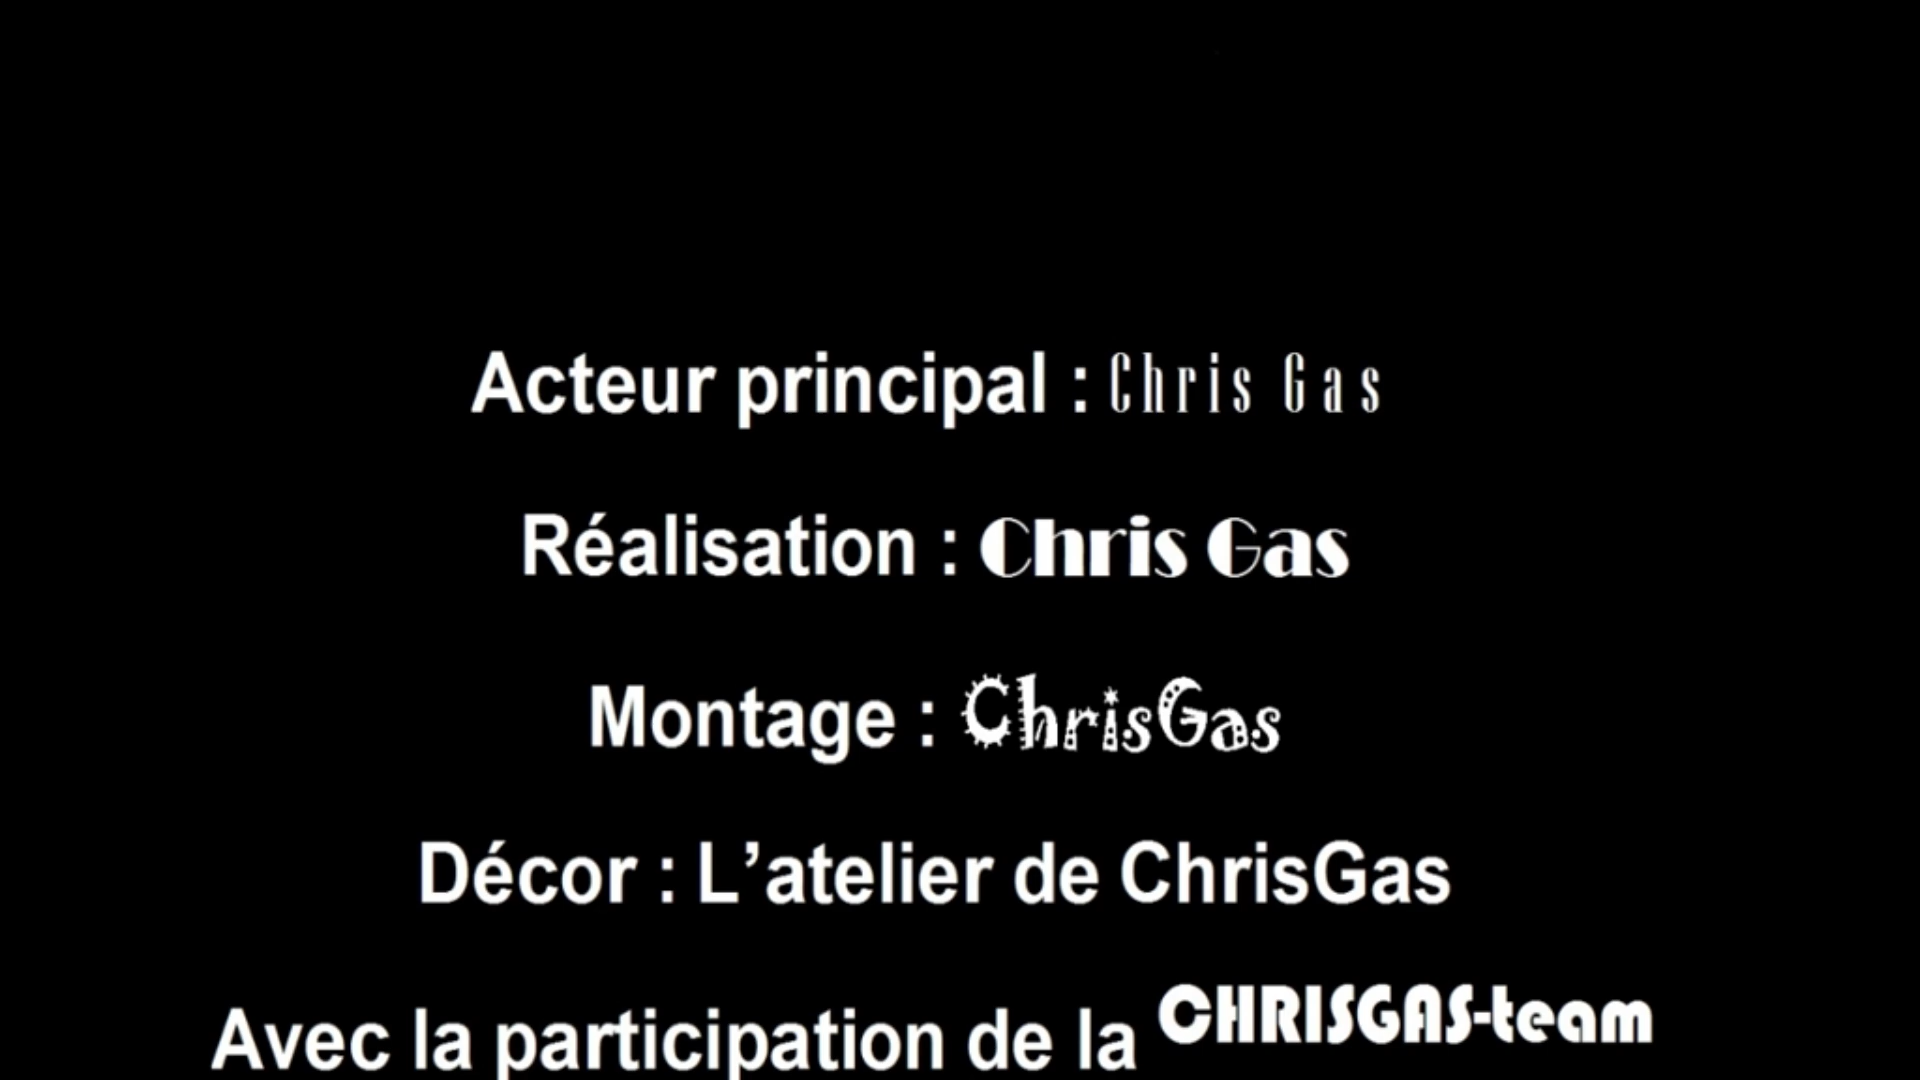 Acteur principal : Chris Gas
Réalisation : Chris Gas
Montage : ChrisGas
Décor : L’atelier de ChrisGas
Avec la participation de la CHRISGAS-team